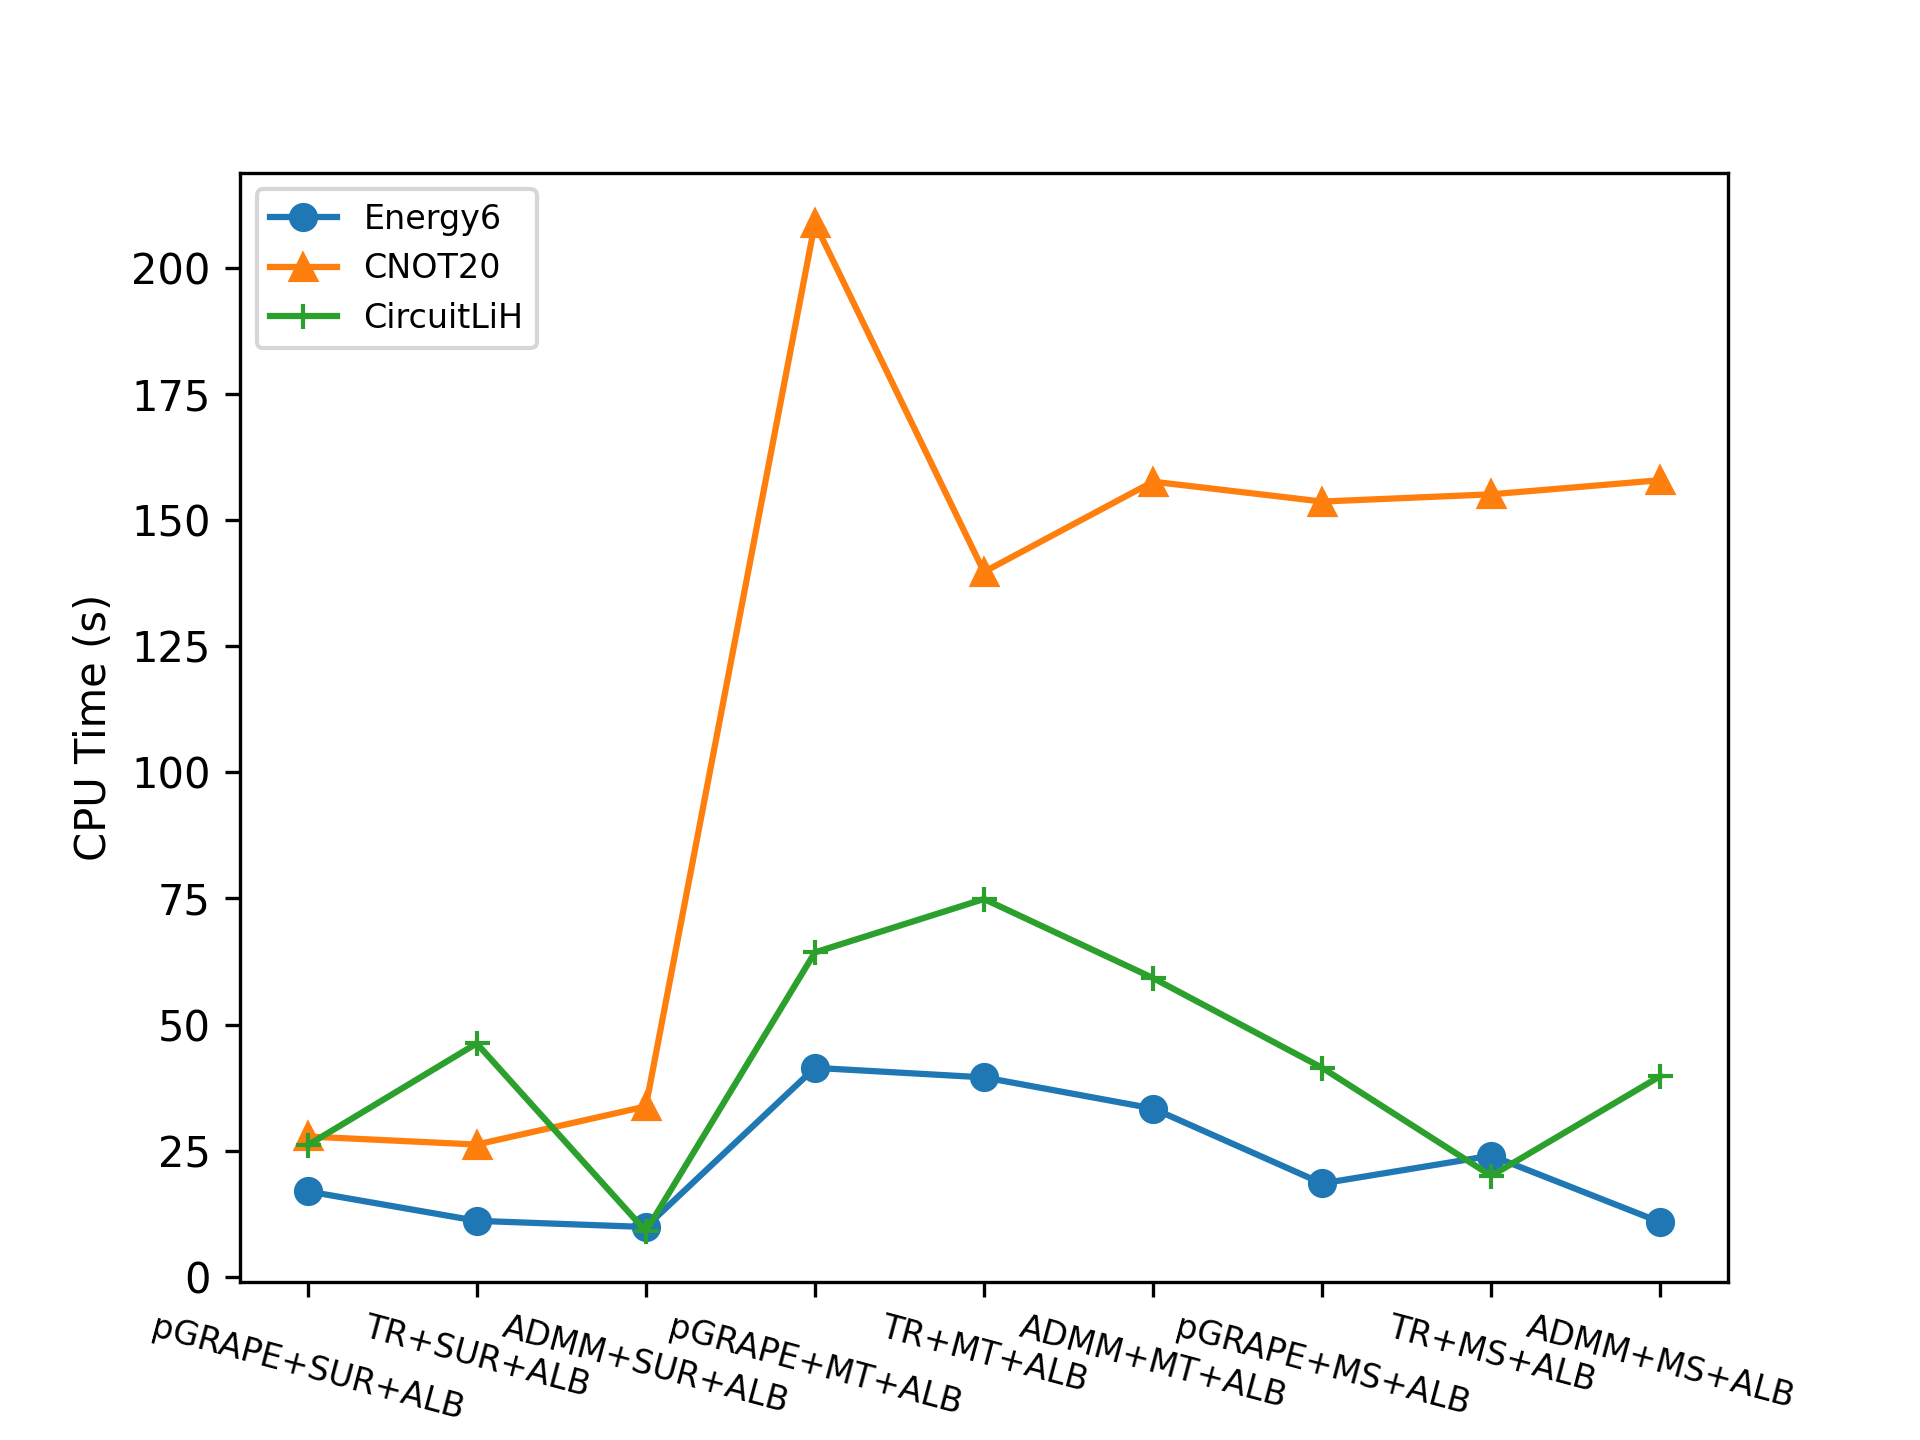 Energy6
CNOT20
CircuitLiH
CPU Time (s)
200
175
150
125
100
75
50
25
0
pGRAPE+SUR+ALB
TR+SUR+ALB
ADMM+SUR+ALB
pGRAPE+MT+ALB
TR+MT+ALB
ADMM+MT+ALB
pGRAPE+MS+ALB
TR+MS+ALB
ADMM+MS+ALB